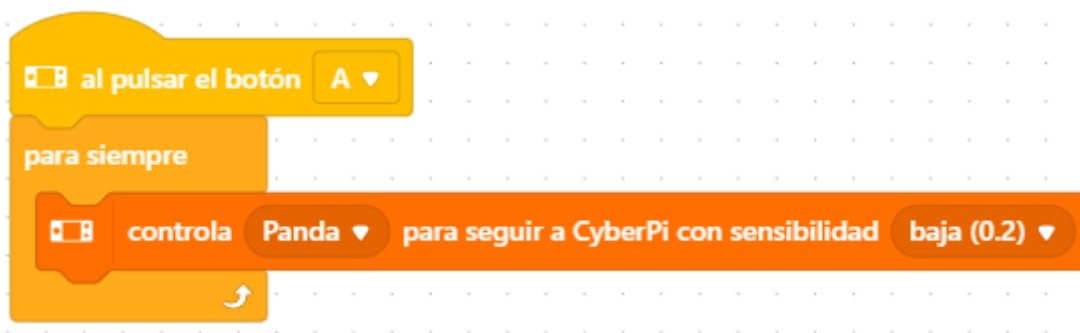 al pulsar el botón A
para siempre
controla Panda para seguir a CyberPi con sensibilidad baja (0.2)